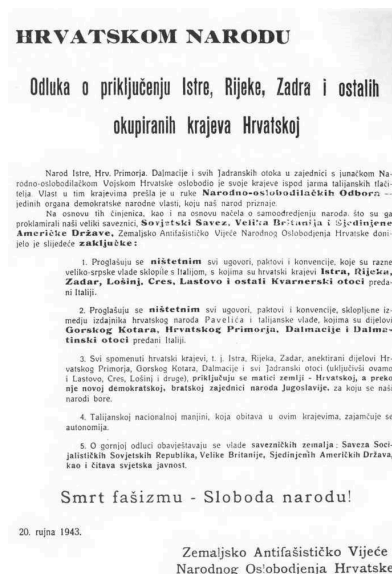 HRVATSKOM NARODU
Odluka o priključenju Istre, Rijeke, Zadra i ostalih
okupiranih krajeva Hrvatskoj
Narod Istre, Hrv. Primorja, Dalmacije i svih Jadranskih otoka u zajednici s junačkom Na-
rodno-oslobodilačkom Vojskom Hrvatske oslobodio je svoje krajeve ispod jarma talijanskih tlači-
telja. Vlast u tim krajevima prešla je u ruke Narodno-oslobodilačkih Odbora —
jedinih organa demokratske narodne vlasti, koju naš narod priznaje.
Na osnovu tih činjenica, kao i na osnovu načela o samoodredjenju naroda, što su ga
proklamirali naši veliki saveznici, Sovjetski Savez, Velika Britanija i Sjedinjene
Američke Države, Zemaljsko Antifašističko Vijeće Narodnog Oslobodjenja Hrvatske doni-
jelo je slijedeće zaključke:
1. Proglašuju se ništetnim svi ugovori, paktovi i konvencije, koje su razne
veliko-srpske vlade sklopile s Italijom, s kojima su hrvatski krajevi Istra, Rijeka,
Zadar, Lošinj, Cres, Lastovo i ostali Kvarnerski otoci preda-
ni Italiji.
2. Proglašuju se ništetnim svi ugovori, paktovi i konvencije, sklopljene iz-
medju izdajnika hrvatskog naroda Pavelića i talijanske vlade, kojima su dijelovi
Gorskog Kotara, Hrvatskog Primorja, Dalmacije i Dalma-
tinski otoci predani Italiji.
3. Svi spomenuti hrvatski krajevi, t. j. Istra, Rijeka, Zadar, anektirani dijelovi Hr-
vatskog Primorja, Gorskog Kotara, Dalmacije i svi Jadranski otoci (uključivši ovamo
i Lastovo, Cres, Lošinj i druge), priključuju se matici zemlji - Hrvatskoj, a preko
nje novoj demokratskoj, bratskoj zajednici naroda Jugoslavije, za koju se naši
narodi bore.
4. Talijanskoj nacionalnoj manjini, koja obitava u ovim krajevima, zajamčuje se
autonomija.
5. O gornjoj odluci obavještavaju se vlade savezničkih zemalja: Saveza Soci-
jalističkih Sovjetskih Republika, Velike Britanije, Sjedinjenih Američkih Država,
kao i čitava svjetska javnost.
Smrt fašizmu - Sloboda narodu!
20. rujna 1943.
Zemaljsko Antifašističko Vijeće
Narodnog Oslobodjenja Hrvatske